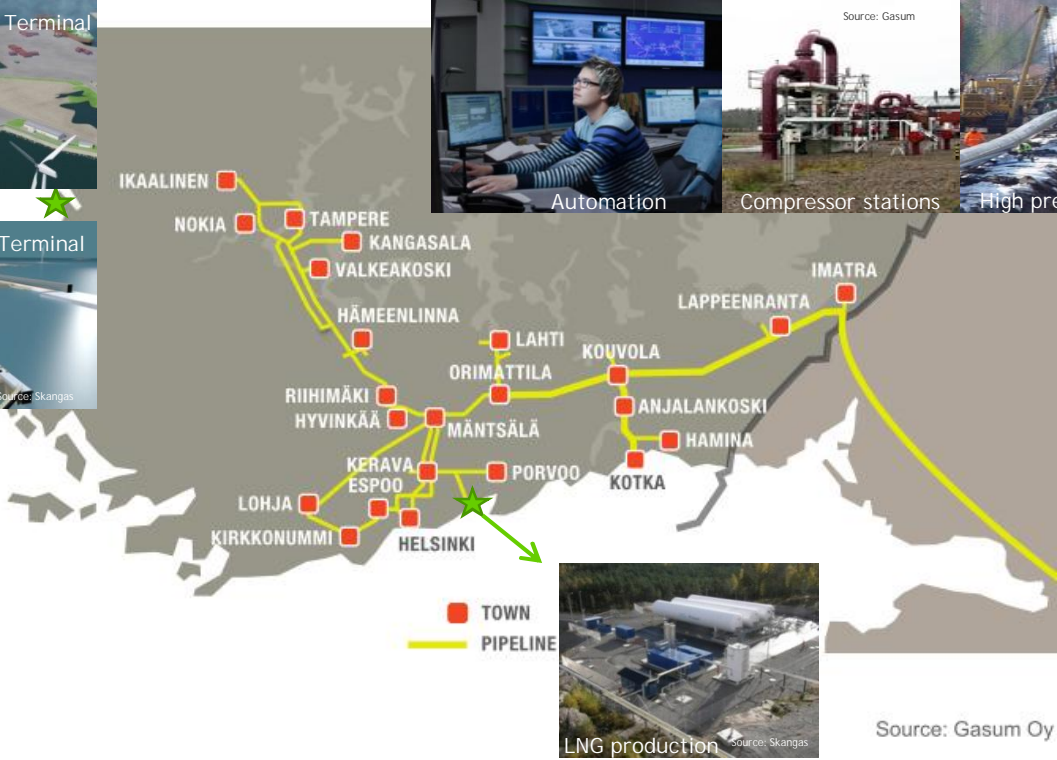 Terminal
Source: Gasum
Automation
Compressor stations
High pre
IKAALINEN
NOKIA
TAMPERE
KANGASALA
VALKEAKOSKI
Terminal
Source: Skangas
IMATRA
LAPPEENRANTA
HÄMEENLINNA
LAHTI
KOUVOLA
ORIMATTILA
RIIHIMÄKI
HYVINKÄÄ
MÄNTSÄLÄ
ANJALANKOSKI
HAMINA
KERAVA
PORVOO
ESPOO
KOTKA
LOHJA
KIRKKONUMMI
HELSINKI
TOWN
PIPELINE
LNG production
Source: Skangas
Source: Gasum Oy